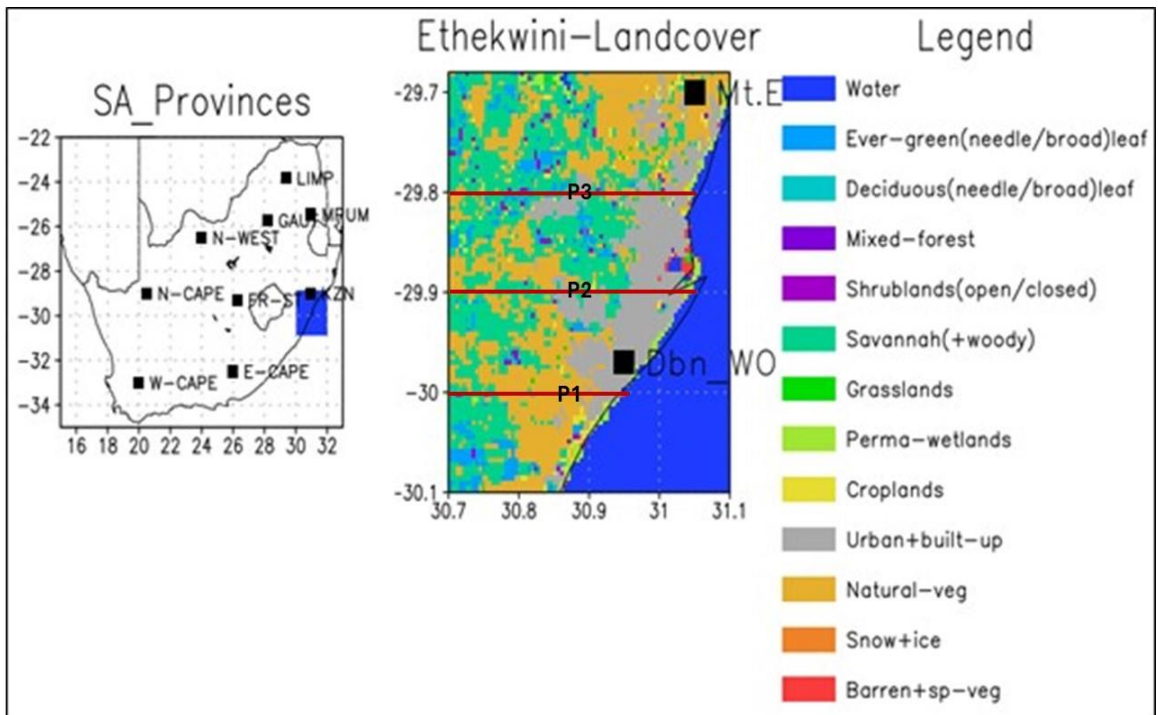 SA_Provinces
-22
-24
-26
-28
-30
-32
-34
16 18 20 22 24 26 28 30 32
LIMP
GAU
MPUM
N-WEST
N-CAPE
FR-ST
KZN
W-CAPE
E-CAPE
Ethekwini-Landcover
-29.7
-29.8
-29.9
-30
-30.1
30.7 30.8 30.9 31 31.1
Mt.E
P3
P2
Dbn_WO
P1
Legend
Water
Ever-green(needle/broad)leaf
Deciduous(needle/broad)leaf
Mixed-forest
Shrublands(open/closed)
Savannah(+woody)
Grasslands
Perma-wetlands
Croplands
Urban+built-up
Natural-veg
Snow+ice
Barren+sp-veg